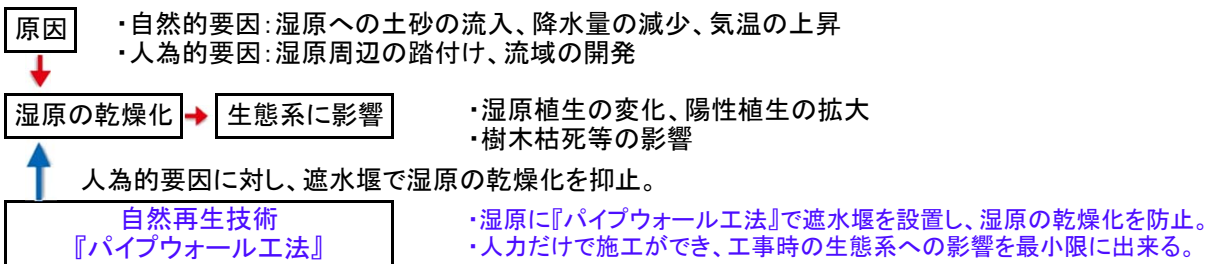 原因
・自然的要因：湿原への土砂の流入、降水量の減少、気温の上昇
・人為的要因：湿原周辺の踏付け、流域の開発
湿原の乾燥化
生態系に影響
・湿原植生の変化、陽性植生の拡大
・樹木枯死等の影響
人為的要因に対し、遮水堰で湿原の乾燥化を抑止。
自然再生技術
『パイプウォール工法』
・湿原に『パイプウォール工法』で遮水堰を設置し、湿原の乾燥化を防止。
・人力だけで施工ができ、工事時の生態系への影響を最小限に出来る。